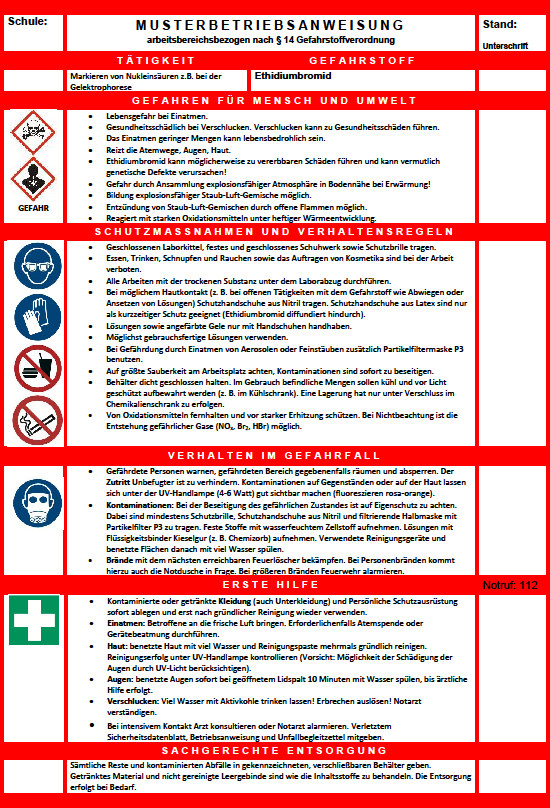 Schule:
MUSTERBETRIEBSANWEISUNG
arbeitsbereichsbezogen nach § 14 Gefahrstoffverordnung
Stand:
Unterschrift
TÄTIGKEIT
GEFAHRSTOFF
Markieren von Nukleinsäuren z.B. bei der
Gelektrophorese
Ethidiumbromid
GEFAHREN FÜR MENSCH UND UMWELT
• Lebensgefahr bei Einatmen.
• Gesundheitsschädlich bei Verschlucken. Verschlucken kann zu Gesundheitsschäden führen.
• Das Einatmen geringer Mengen kann lebensbedrohlich sein.
• Reizt die Atemwege, Augen, Haut.
• Ethidiumbromid kann möglicherweise zu vererbbaren Schäden führen und kann vermutlich
genetische Defekte verursachen!
• Gefahr durch Ansammlung explosionsfähiger Atmosphäre in Bodennähe bei Erwärmung!
• Bildung explosionsfähiger Staub-Luft-Gemische möglich.
• Entzündung von Staub-Luft-Gemischen durch offene Flammen möglich.
• Reagiert mit starken Oxidationsmitteln unter heftiger Wärmeentwicklung.
GEFAHR
SCHUTZMASSNAHMEN UND VERHALTENSREGELN
• Geschlossenen Laborkittel, festes und geschlossenes Schuhwerk sowie Schutzbrille tragen.
• Essen, Trinken, Schnupfen und Rauchen sowie das Auftragen von Kosmetika sind bei der Arbeit
verboten.
• Alle Arbeiten mit der trockenen Substanz unter dem Laborabzug durchführen.
• Bei möglichem Hautkontakt (z. B. bei offenen Tätigkeiten mit dem Gefahrstoff wie Abwiegen oder
Ansetzen von Lösungen) Schutzhandschuhe aus Nitril tragen. Schutzhandschuhe aus Latex sind nur
als kurzzeitiger Schutz geeignet (Ethidiumbromid diffundiert hindurch).
• Lösungen sowie angefärbte Gele nur mit Handschuhen handhaben.
• Möglichst gebrauchsfertige Lösungen verwenden.
• Bei Gefährdung durch Einatmen von Aerosolen oder Feinstäuben zusätzlich Partikelfiltermaske P3
benutzen.
• Auf größte Sauberkeit am Arbeitsplatz achten, Kontaminationen sind sofort zu beseitigen.
• Behälter dicht geschlossen halten. Im Gebrauch befindliche Mengen sollen kühl und vor Licht
geschützt aufbewahrt werden (z. B. im Kühlschrank). Eine Lagerung hat nur unter Verschluss im
Chemikalienschrank zu erfolgen.
• Von Oxidationsmitteln fernhalten und vor starker Erhitzung schützen. Bei Nichtbeachtung ist die
Entstehung gefährlicher Gase (NOₓ, Br₂, HBr) möglich.
VERHALTEN IM GEFAHRFALL
• Gefährdete Personen warnen, gefährdeten Bereich gegebenenfalls räumen und absperren. Der
Zutritt Unbefugter ist zu verhindern. Kontaminationen auf Gegenständen oder auf der Haut lassen
sich unter der UV-Handlampe (4-6 Watt) gut sichtbar machen (fluoreszieren rosa-orange).
• Kontaminationen: Bei der Beseitigung des gefährlichen Zustandes ist auf Eigenschutz zu achten.
Dabei sind mindestens Schutzbrille, Schutzhandschuhe aus Nitril und filtrierende Halbmaske mit
Partikelfilter P3 zu tragen. Feste Stoffe mit wasserfeuchtem Zellstoff aufnehmen. Lösungen mit
Flüssigkeitsbinder Kieselgur (z. B. Chemizorb) aufnehmen. Verwendete Reinigungsgeräte und
benetzte Flächen danach mit viel Wasser spülen.
• Brände mit dem nächsten erreichbaren Feuerlöscher bekämpfen. Bei Personenbränden kommt
hierzu auch die Notdusche in Frage. Bei größeren Bränden Feuerwehr alarmieren.
ERSTE HILFE
Notruf: 112
• Kontaminierte oder getränkte Kleidung (auch Unterkleidung) und Persönliche Schutzausrüstung
sofort ablegen und erst nach gründlicher Reinigung wieder verwenden.
• Einatmen: Betroffene an die frische Luft bringen. Erforderlichenfalls Atemspende oder
Gerätebeatmung durchführen.
• Haut: benetzte Haut mit viel Wasser und Reinigungspaste mehrmals gründlich reinigen.
Reinigungserfolg unter UV-Handlampe kontrollieren (Vorsicht: Möglichkeit der Schädigung der
Augen durch UV-Licht berücksichtigen).
• Augen: benetzte Augen sofort bei geöffnetem Lidspalt 10 Minuten mit Wasser spülen, bis ärztliche
Hilfe erfolgt.
• Verschlucken: Viel Wasser mit Aktivkohle trinken lassen! Erbrechen auslösen! Notarzt
verständigen.
• Bei intensivem Kontakt Arzt konsultieren oder Notarzt alarmieren. Verletztem
Sicherheitsdatenblatt, Betriebsanweisung und Unfallbegleitzettel mitgeben.
SACHGERECHTE ENTSORGUNG
Sämtliche Reste und kontaminierten Abfälle in gekennzeichneten, verschließbaren Behälter geben.
Getränktes Material und nicht gereinigte Leergebinde sind wie die Inhaltsstoffe zu behandeln. Die Entsorgung
erfolgt bei Bedarf.